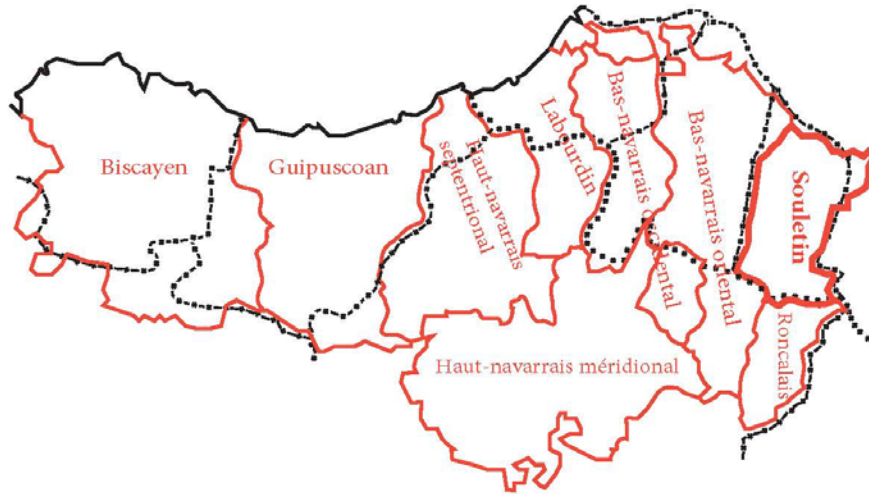 Biscayen
Guipuscoan
Haut-navarrais
septentrional
Labourdin
Bas-navarrais occidental
Bas-navarrais oriental
Souletin
Roncalais
Haut-navarrais méridional